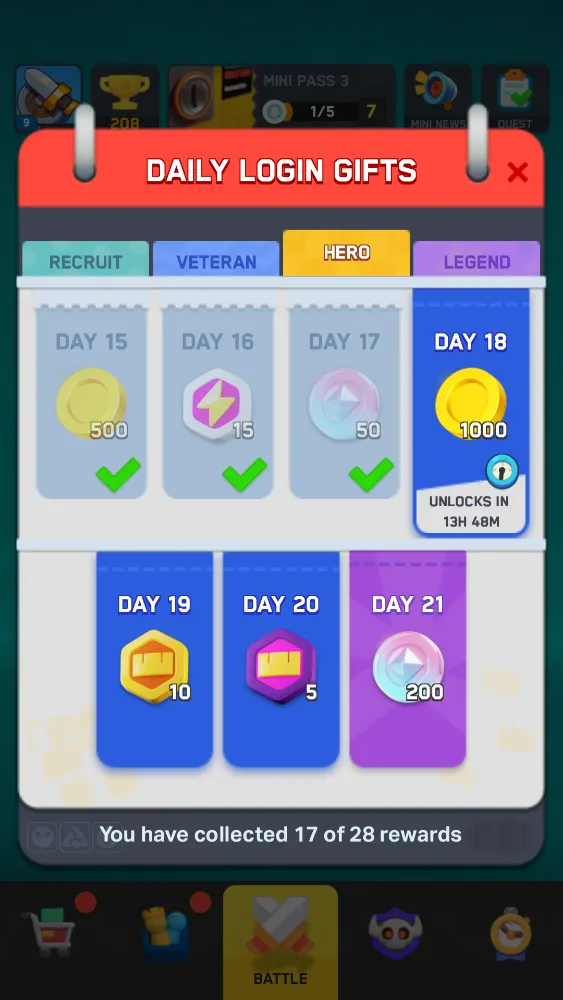 MINI PASS 3
9
208
1/5
7
MINI NEWS
QUEST
DAILY LOGIN GIFTS
RECRUIT
VETERAN
HERO
LEGEND
DAY 15
DAY 16
DAY 17
DAY 18
500
15
50
1000
UNLOCKS IN
13H 48M
DAY 19
DAY 20
DAY 21
10
5
200
You have collected 17 of 28 rewards
BATTLE